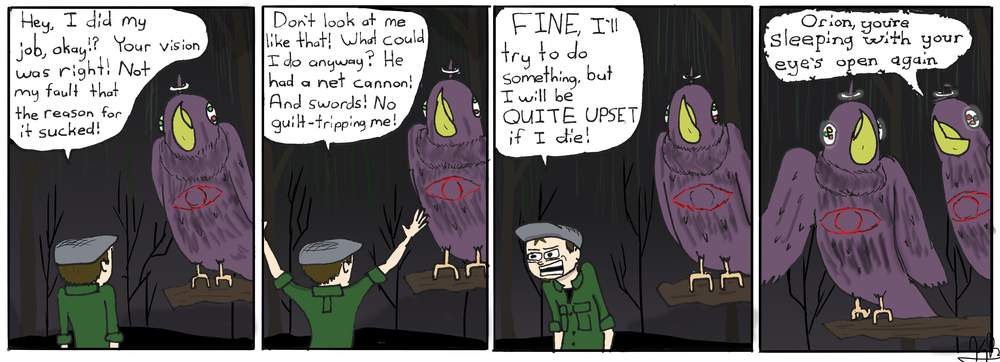 Hey, I did my
job, okay!? Your vision
was right! Not
my fault that
the reason for
it sucked!
Don't look at me
like that! What could
I do anyway? He
had a net cannon!
And swords! No
guilt-tripping me!
FINE, I'll
try to do
something, but
I will be
QUITE UPSET
if I die!
Orion, you're
sleeping with your
eye's open again